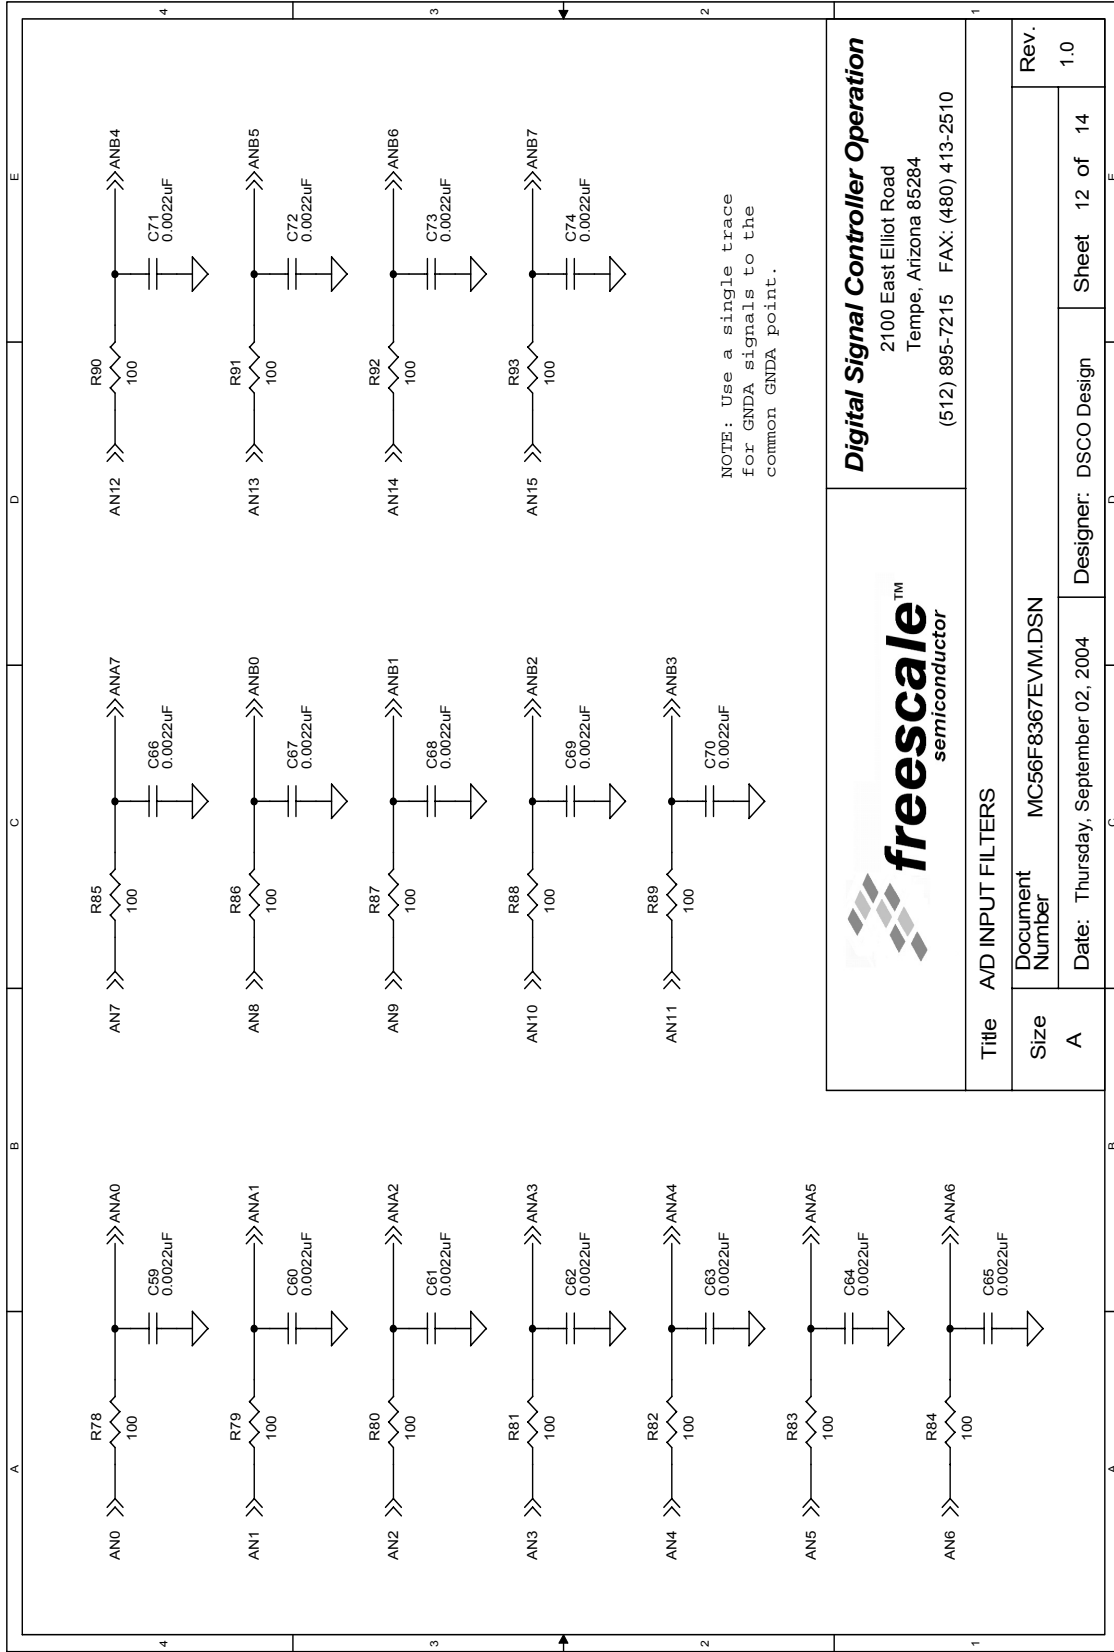 A
B
C
D
E
4
3
2
1
AN0
R78
100
C59
0.0022uF
ANA0
AN1
R79
100
C60
0.0022uF
ANA1
AN2
R80
100
C61
0.0022uF
ANA2
AN3
R81
100
C62
0.0022uF
ANA3
AN4
R82
100
C63
0.0022uF
ANA4
AN5
R83
100
C64
0.0022uF
ANA5
AN6
R84
100
C65
0.0022uF
ANA6
AN7
R85
100
C66
0.0022uF
ANA7
AN8
R86
100
C67
0.0022uF
ANB0
AN9
R87
100
C68
0.0022uF
ANB1
AN10
R88
100
C69
0.0022uF
ANB2
AN11
R89
100
C70
0.0022uF
ANB3
AN12
R90
100
C71
0.0022uF
ANB4
AN13
R91
100
C72
0.0022uF
ANB5
AN14
R92
100
C73
0.0022uF
ANB6
AN15
R93
100
C74
0.0022uF
ANB7
NOTE: Use a single trace
for GNDA signals to the
common GNDA point.
freescale™
semiconductor
Digital Signal Controller Operation
2100 East Elliot Road
Tempe, Arizona 85284
(512) 895-7215 FAX: (480) 413-2510
Title A/D INPUT FILTERS
Size
A
Document
Number
MC56F8367EVM.DSN
Rev.
1.0
Date: Thursday, September 02, 2004
Designer: DSCO Design
Sheet 12 of 14
A
B
C
D
E
4
3
2
1